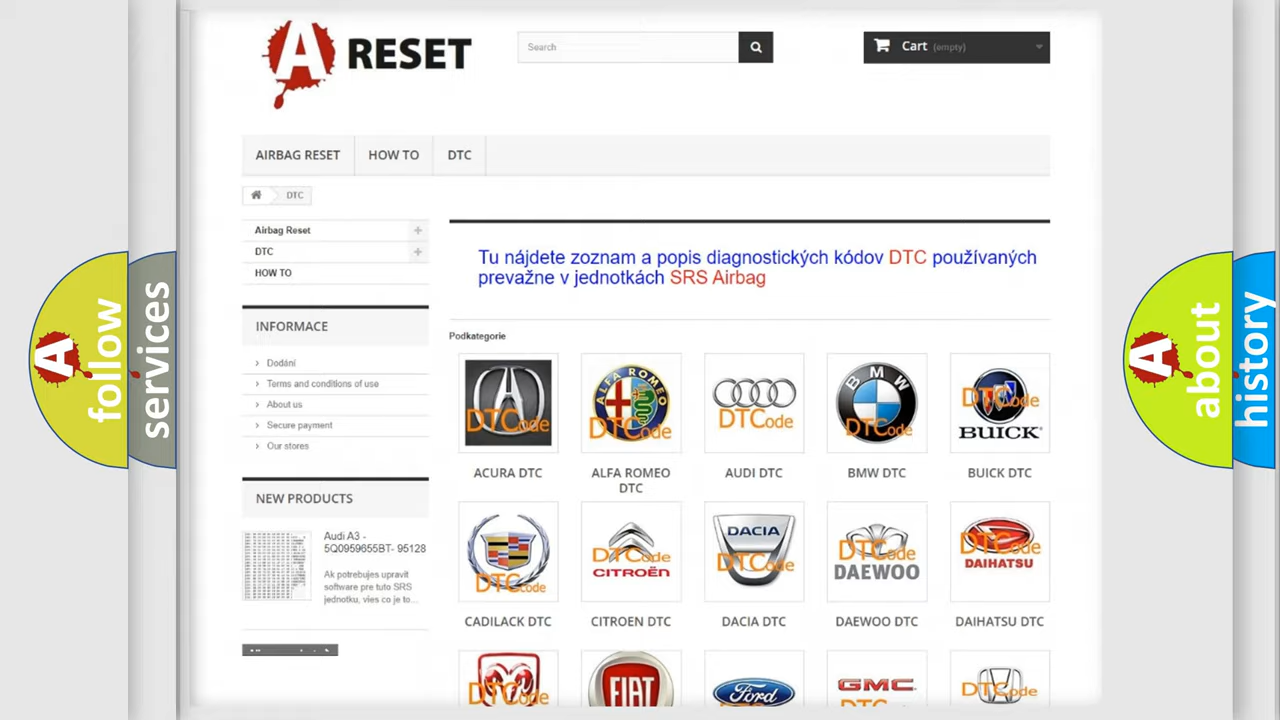 A RESET
Search
Cart (empty)
AIRBAG RESET
HOW TO
DTC
DTC
Airbag Reset
DTC
HOW TO
INFORMACE
Dodání
Terms and conditions of use
About us
Secure payment
Our stores
NEW PRODUCTS
Audi A3 -
5Q0959655BT- 95128
Ak potrebujes upravit
software pre tuto SRS
jednotku, vies co je to...
Tu nájdete zoznam a popis diagnostických kódov DTC používaných
prevažne v jednotkách SRS Airbag
Podkategorie
DTCode
ALFA ROMEO
DTCode
DTCode
BMW
DTCode
DTCode
BUICK
ACURA DTC
ALFA ROMEO
DTC
AUDI DTC
BMW DTC
BUICK DTC
DTCode
DTCode
CITROËN
DACIA
DTCode
DTCode
DAEWOO
DTCode
DAIHATSU
CADILACK DTC
CITROEN DTC
DACIA DTC
DAEWOO DTC
DAIHATSU DTC
DTCode
FIAT
Ford
GMC
DTCode
A follow
services
A about
history